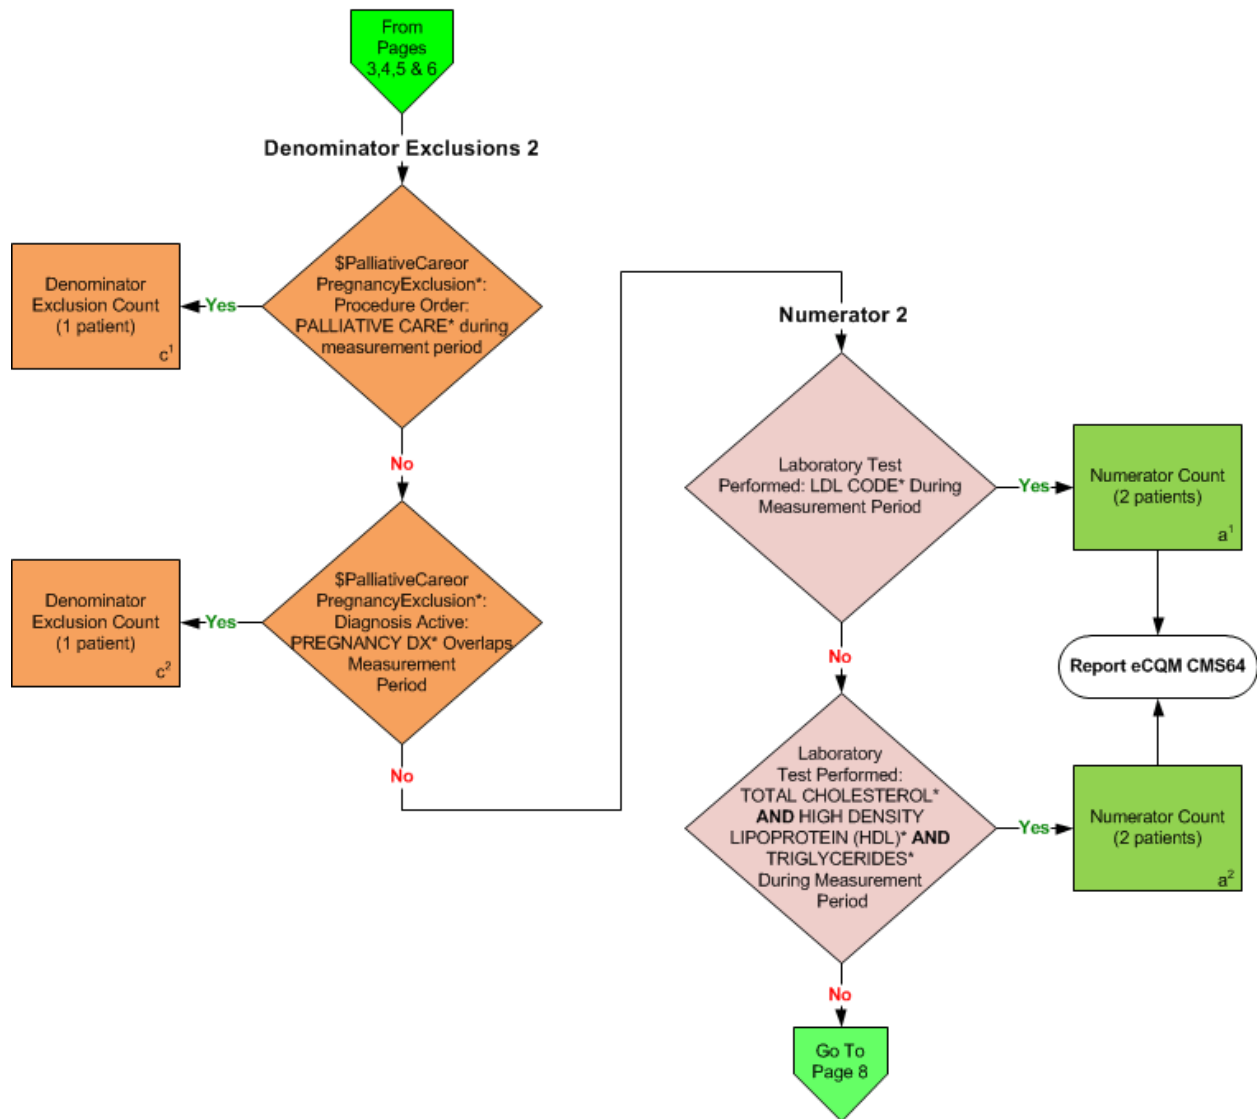 From
Pages
3,4,5 & 6
Denominator Exclusions 2
$PalliativeCareor
PregnancyExclusion*:
Procedure Order:
PALLIATIVE CARE* during
measurement period
Yes
Denominator
Exclusion Count
(1 patient)
c¹
No
$PalliativeCareor
PregnancyExclusion*:
Diagnosis Active:
PREGNANCY DX* Overlaps
Measurement
Period
Yes
Denominator
Exclusion Count
(1 patient)
c²
No
Numerator 2
Laboratory Test
Performed: LDL CODE* During
Measurement Period
Yes
Numerator Count
(2 patients)
a¹
No
Report eCQM CMS64
Laboratory
Test Performed:
TOTAL CHOLESTEROL*
AND HIGH DENSITY
LIPOPROTEIN (HDL)* AND
TRIGLYCERIDES*
During Measurement
Period
Yes
Numerator Count
(2 patients)
a²
No
Go To
Page 8